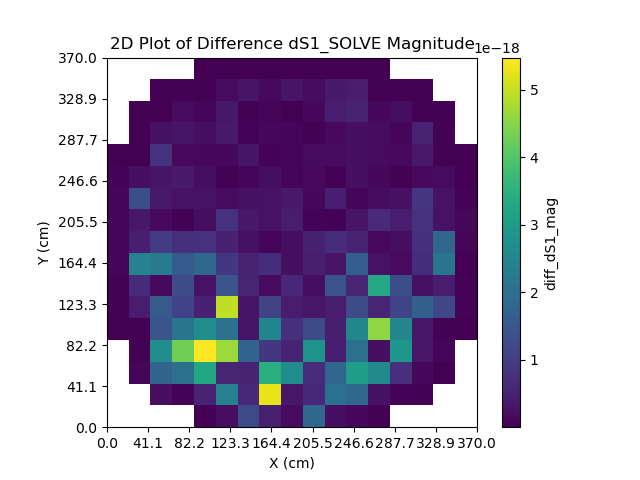 2D Plot of Difference dS1_SOLVE Magnitude
1e−18
370.0
328.9
287.7
246.6
205.5
164.4
123.3
82.2
41.1
0.0
Y (cm)
0.0 41.1 82.2 123.3 164.4 205.5 246.6 287.7 328.9 370.0
X (cm)
5
4
3
2
1
diff_dS1_mag